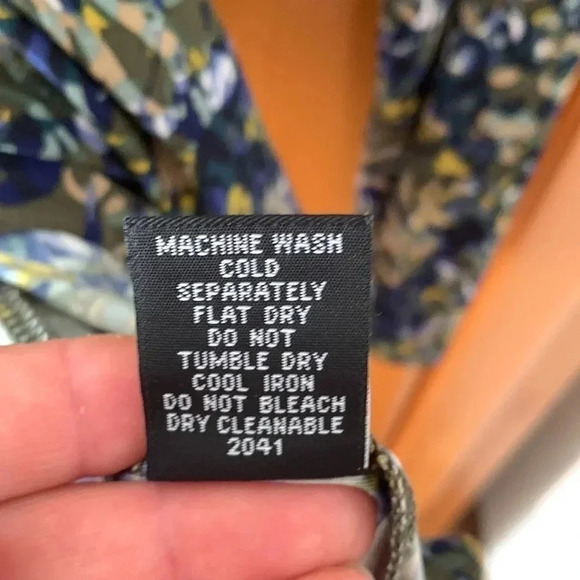 MACHINE WASH
COLD
SEPARATELY
FLAT DRY
DO NOT
TUMBLE DRY
COOL IRON
DO NOT BLEACH
DRY CLEANABLE
2041